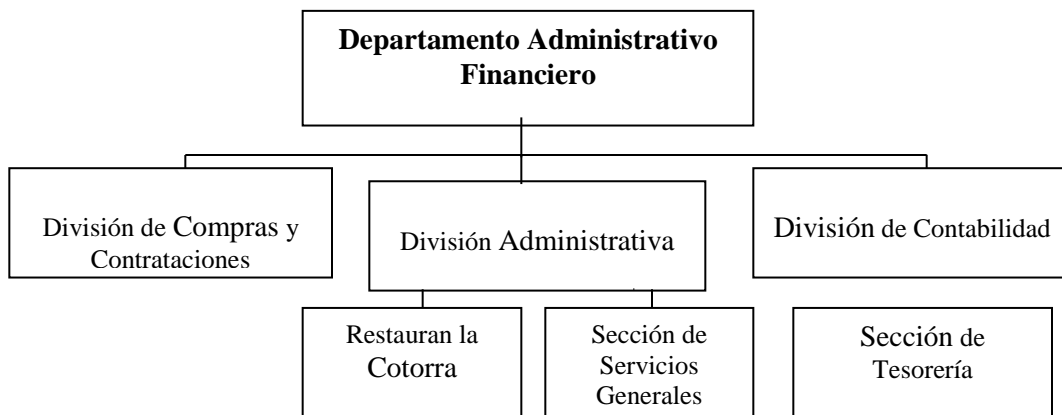 Departamento Administrativo
Financiero
División de Compras y
Contrataciones
División Administrativa
División de Contabilidad
Restauran la
Cotorra
Sección de
Servicios
Generales
Sección de
Tesorería